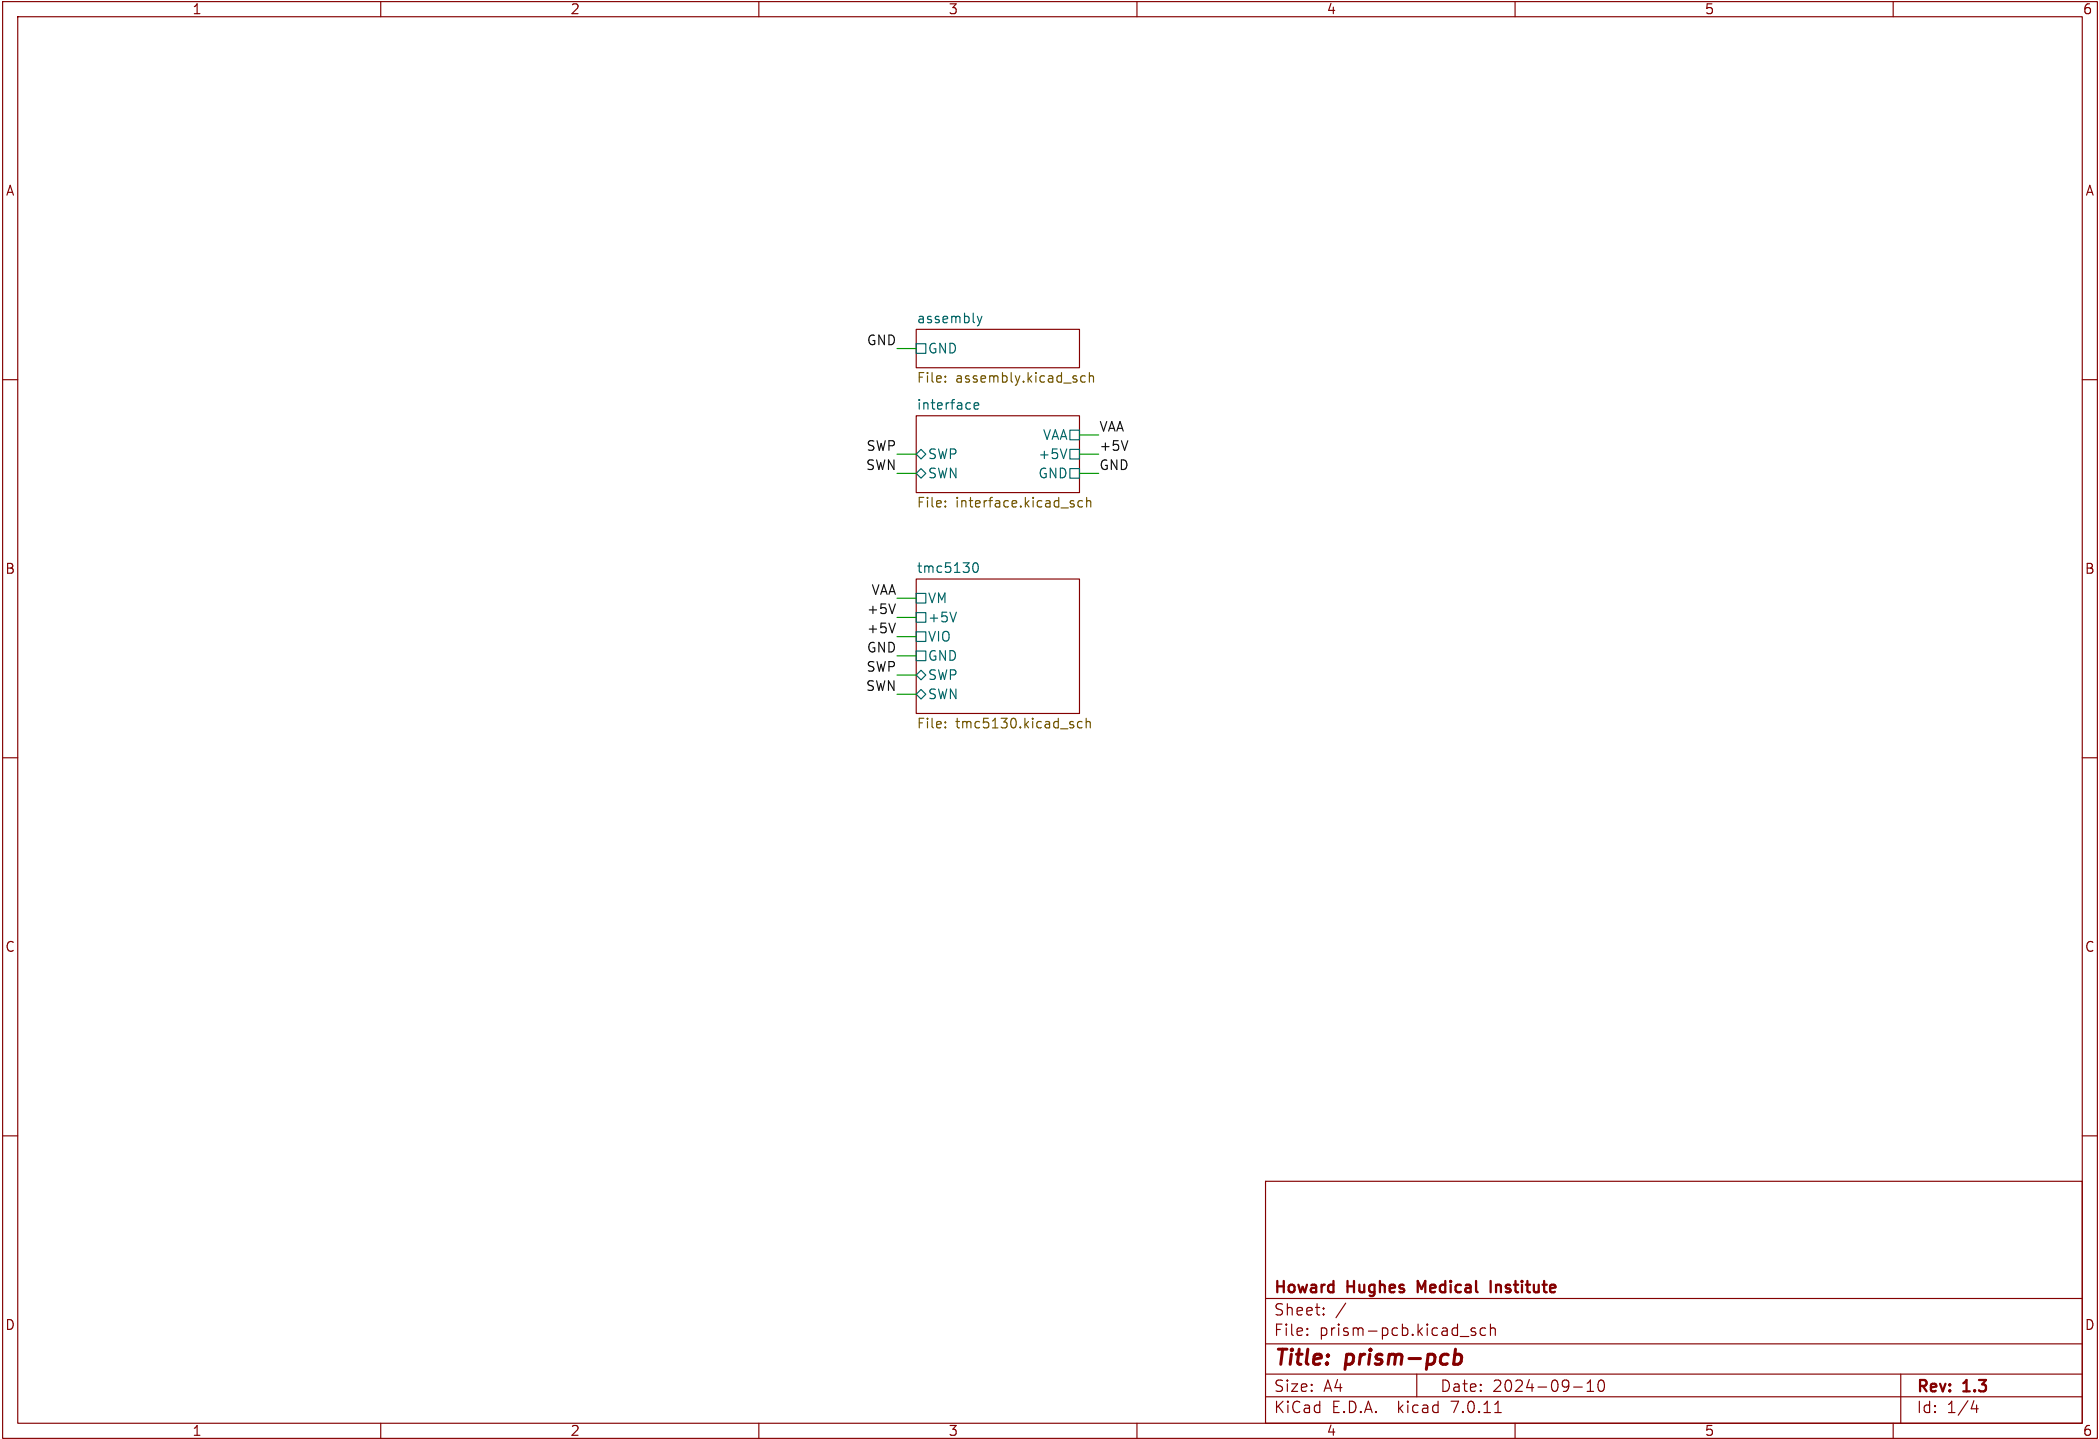 1 2 3 4 5 6
A A
assembly
GND
GND
File: assembly.kicad_sch
interface
VAA
VAA
SWP
+5V
SWP +5V
SWN
GND
SWN GND
File: interface.kicad_sch
B B
tmc5130
VAA
VM
+5V
+5V
+5V
VIO
GND
GND
SWP
SWP
SWN
SWN
File: tmc5130.kicad_sch
C C
Howard Hughes Medical Institute
Sheet: /
File: prism-pcb.kicad_sch
D D
Title: prism-pcb
Size: A4 Date: 2024-09-10 Rev: 1.3
KiCad E.D.A. kicad 7.0.11 Id: 1/4
1 2 3 4 5 6